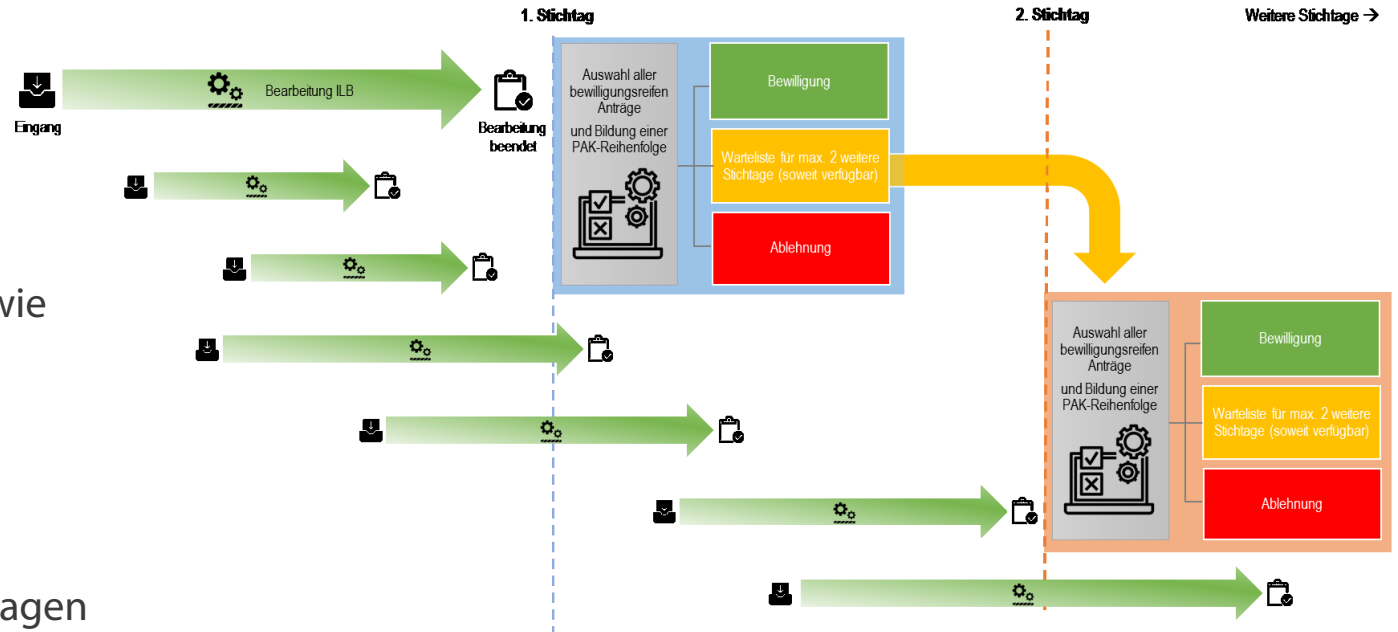 1. Stichtag
2. Stichtag
Weitere Stichtage →
Eingang
Bearbeitung ILB
Bearbeitung
beendet
Auswahl aller
bewilligungsreifen
Anträge
und Bildung einer
PAK-Reihenfolge
Bewilligung
Warteliste für max. 2 weitere
Stichtage (soweit verfügbar)
Ablehnung
wie
Auswahl aller
bewilligungsreifen
Anträge
und Bildung einer
PAK-Reihenfolge
Bewilligung
Warteliste für max. 2 weitere
Stichtage (soweit verfügbar)
Ablehnung
agen